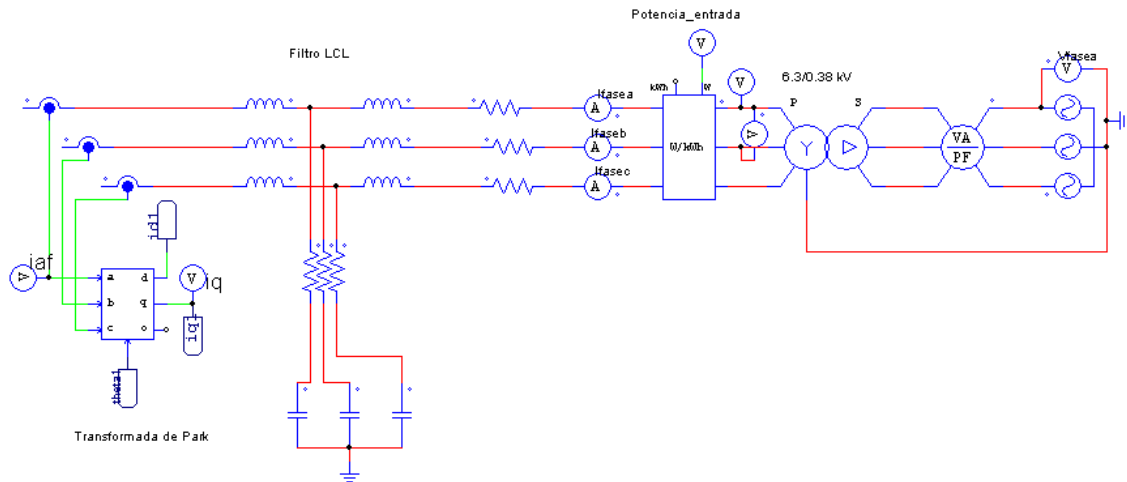 Potencia_entrada
V
Filtro LCL
kWh
W
V
6.3/0.38 kV
Vfasea
V
Ifasea
A
P
S
V
Ifaseb
A
W/kWh
Y
VA
PF
Ifasec
A
id1
iaf
V
a
d
V
iq
b
q
c
o
iq1
theta1
Transformada de Park